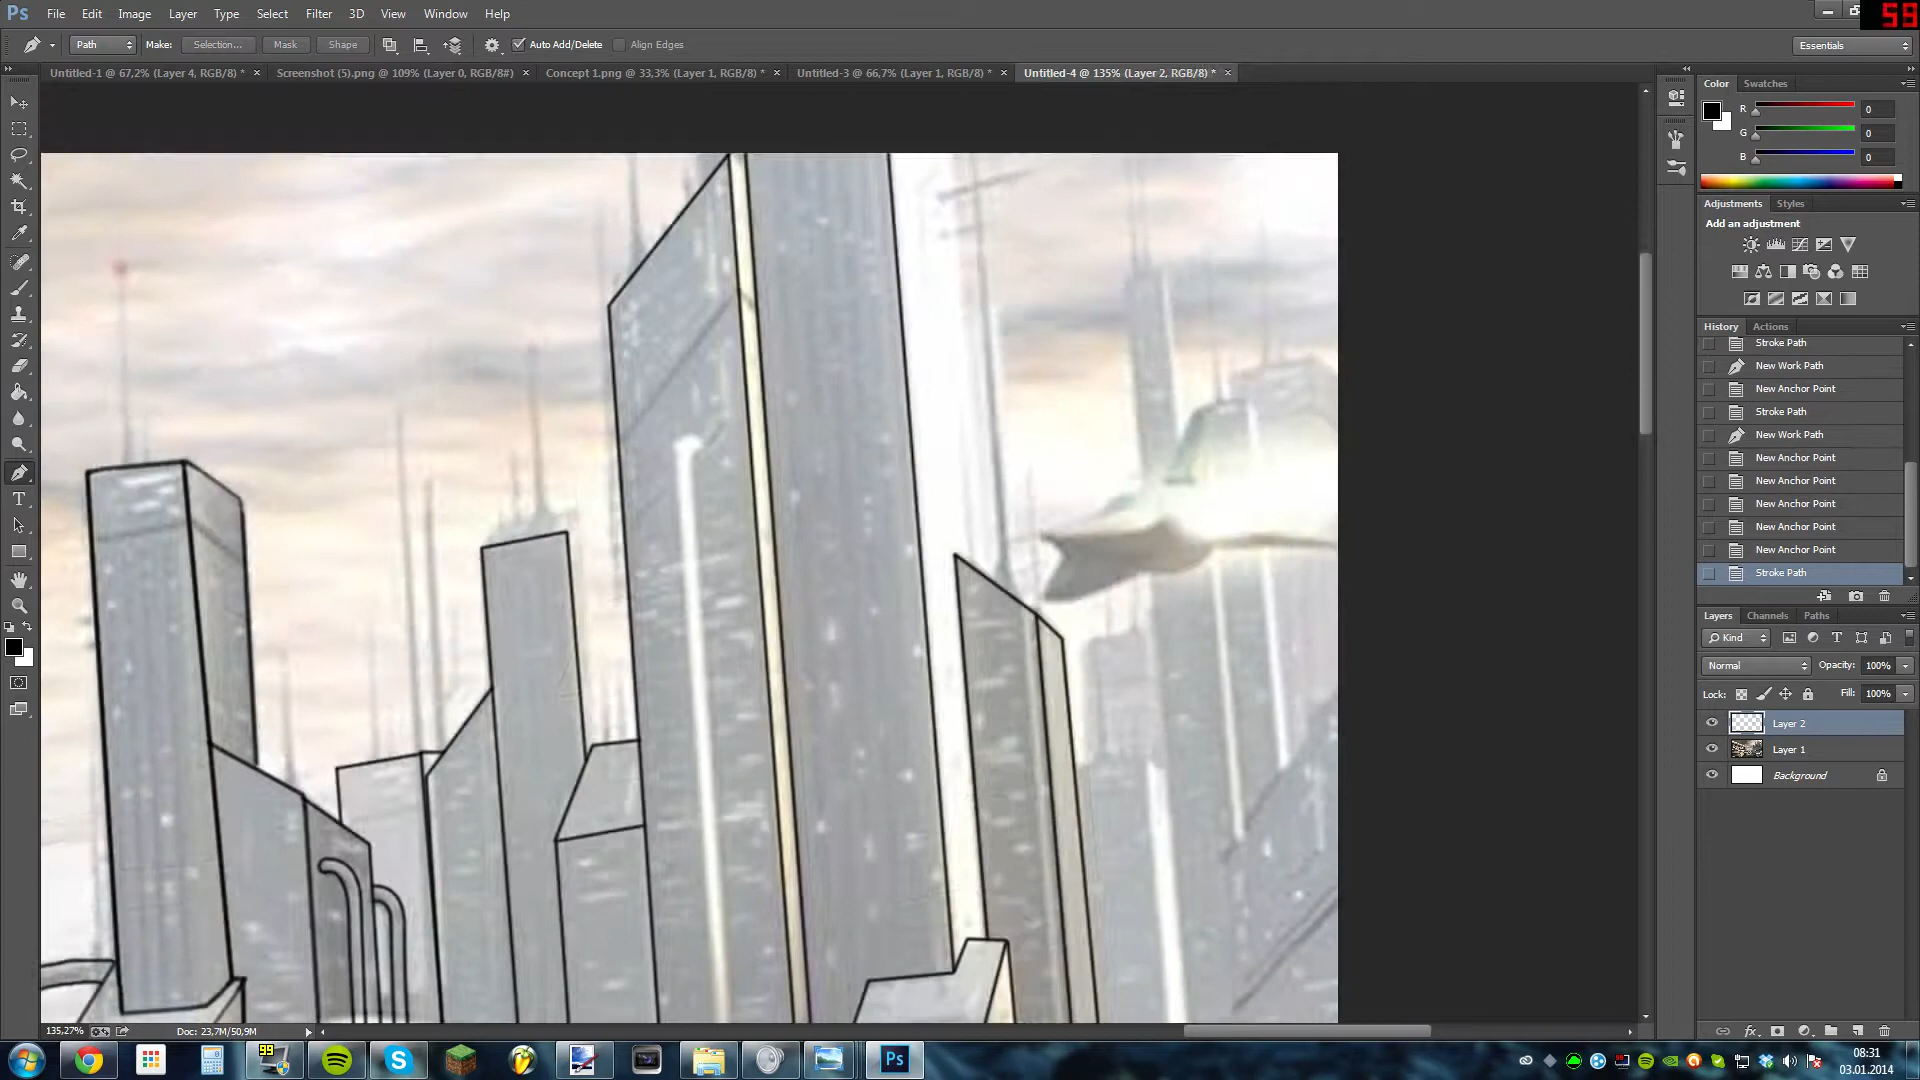 Ps File Edit Image Layer Type Select Filter 3D View Window Help
59
Path Make: Selection... Mask Shape Auto Add/Delete Align Edges Essentials
Untitled-1 @ 67,2% (Layer 4, RGB/8) * × Screenshot (5).png @ 109% (Layer 0, RGB/8#) × Concept 1.png @ 33,3% (Layer 1, RGB/8) * × Untitled-3 @ 66,7% (Layer 1, RGB/8) * × Untitled-4 @ 135% (Layer 2, RGB/8) * ×
Color Swatches
R 0
G 0
B 0
Adjustments Styles
Add an adjustment
History Actions
Stroke Path
New Work Path
New Anchor Point
Stroke Path
New Work Path
New Anchor Point
New Anchor Point
New Anchor Point
New Anchor Point
New Anchor Point
Stroke Path
Layers Channels Paths
Kind
Normal Opacity: 100%
Lock: Fill: 100%
Layer 2
Layer 1
Background
135,27% Doc: 23,7M/50,9M
99
Ps
08:31
03.01.2014